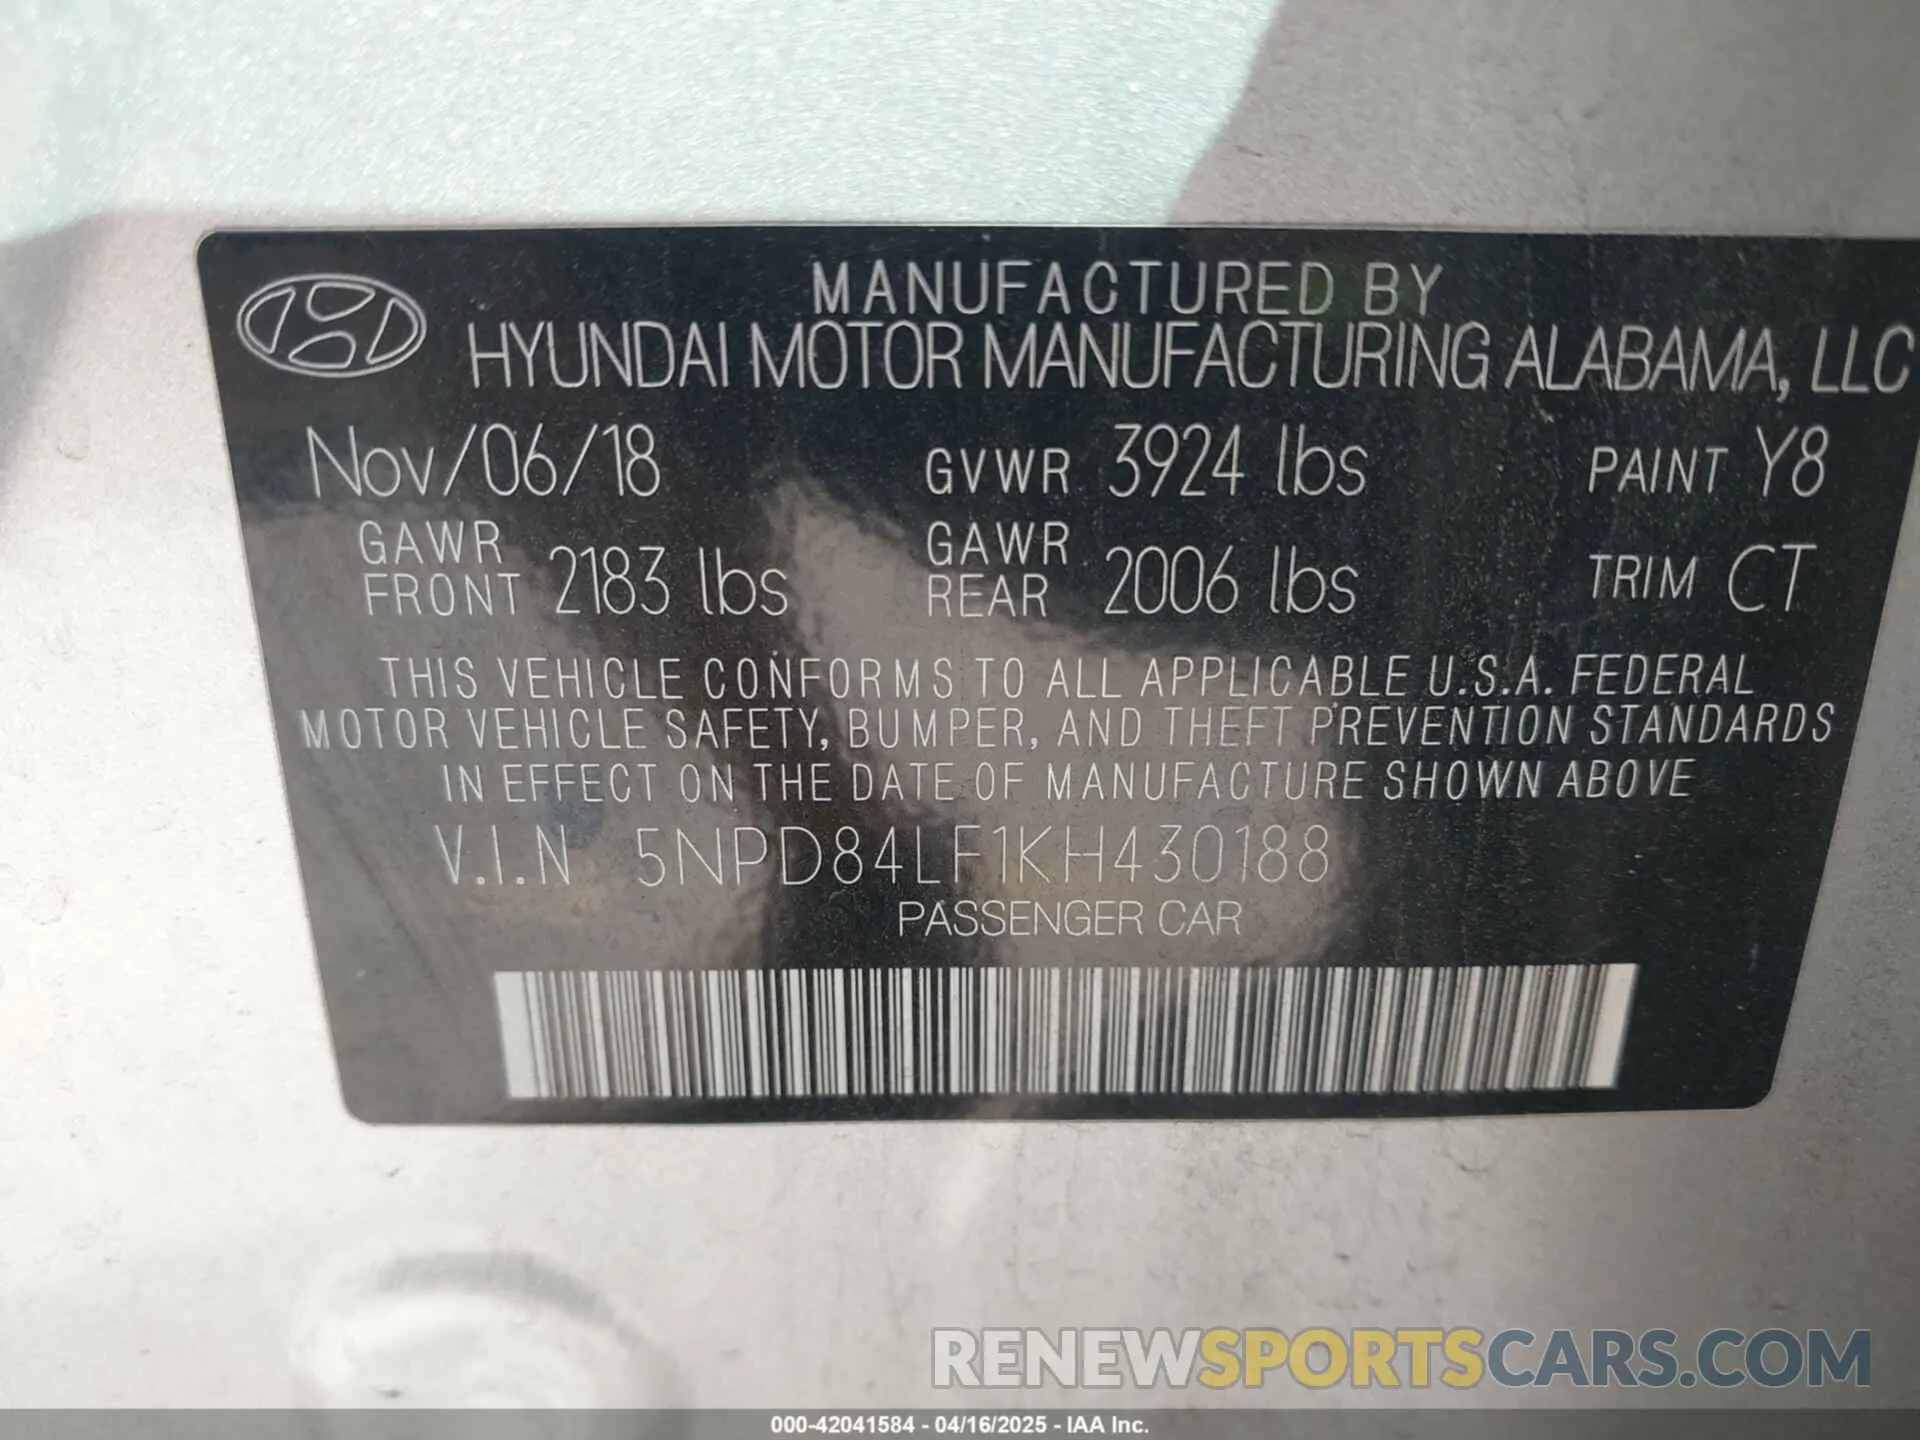 MANUFACTURED BY
HYUNDAI MOTOR MANUFACTURING ALABAMA, LLC
Nov/06/18 GVWR 3924 lbs PAINT Y8
GAWR FRONT 2183 lbs GAWR REAR 2006 lbs TRIM CT
THIS VEHICLE CONFORMS TO ALL APPLICABLE U.S.A. FEDERAL
MOTOR VEHICLE SAFETY, BUMPER, AND THEFT PREVENTION STANDARDS
IN EFFECT ON THE DATE OF MANUFACTURE SHOWN ABOVE
V.I.N 5NPD84LF1KH430188
PASSENGER CAR
RENEWSPORTSCARS.COM
000-42041584 - 04/16/2025 - IAA Inc.